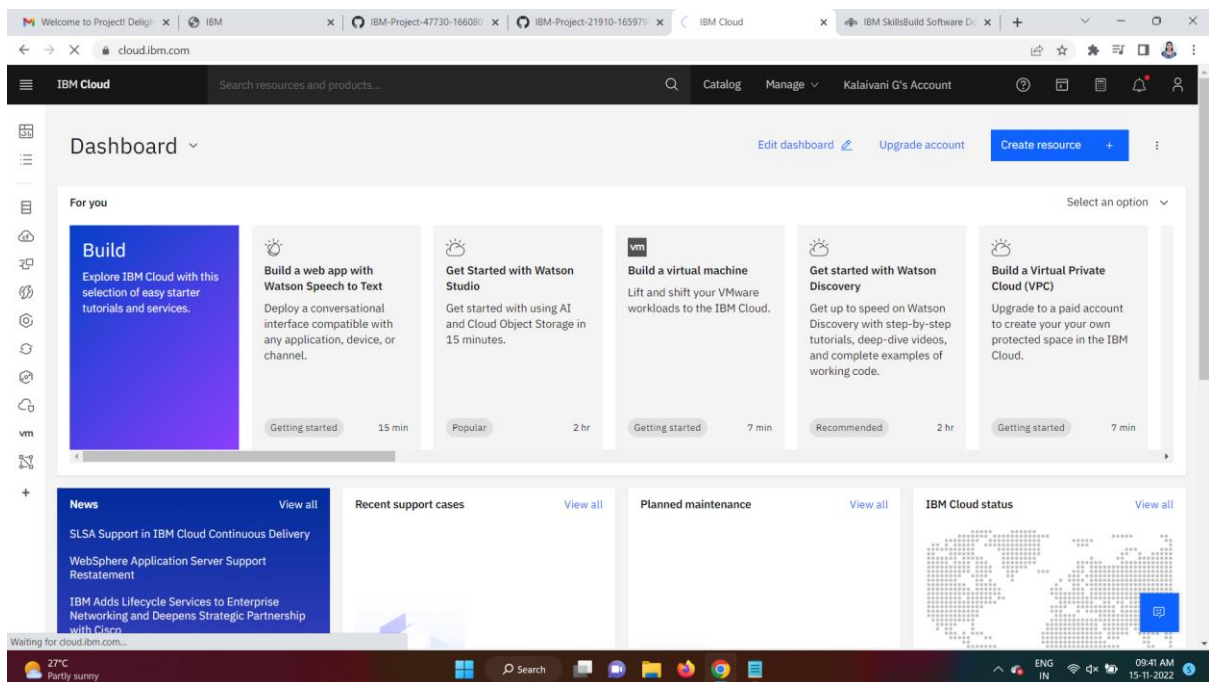 Welcome to Project! Deligh
IBM
IBM-Project-47730-166080
IBM-Project-21910-165979
IBM Cloud
IBM SkillsBuild Software De
cloud.ibm.com
IBM Cloud
Search resources and products...
Catalog
Manage
Kalaivani G's Account
Dashboard
Edit dashboard
Upgrade account
Create resource +
For you
Select an option
Build
Explore IBM Cloud with this
selection of easy starter
tutorials and services.
Build a web app with
Watson Speech to Text
Deploy a conversational
interface compatible with
any application, device, or
channel.
Getting started
15 min
Get Started with Watson
Studio
Get started with using AI
and Cloud Object Storage in
15 minutes.
Popular
2 hr
vm
Build a virtual machine
Lift and shift your VMware
workloads to the IBM Cloud.
Getting started
7 min
Get started with Watson
Discovery
Get up to speed on Watson
Discovery with step-by-step
tutorials, deep-dive videos,
and complete examples of
working code.
Recommended
2 hr
Build a Virtual Private
Cloud (VPC)
Upgrade to a paid account
to create your your own
protected space in the IBM
Cloud.
Getting started
7 min
vm
News
View all
SLSA Support in IBM Cloud Continuous Delivery
WebSphere Application Server Support
Restatement
IBM Adds Lifecycle Services to Enterprise
Networking and Deepens Strategic Partnership
with Cisco
Recent support cases
View all
Planned maintenance
View all
IBM Cloud status
View all
Waiting for cloud.ibm.com...
27°C
Partly sunny
Search
ENG
IN
09:41 AM
15-11-2022
5